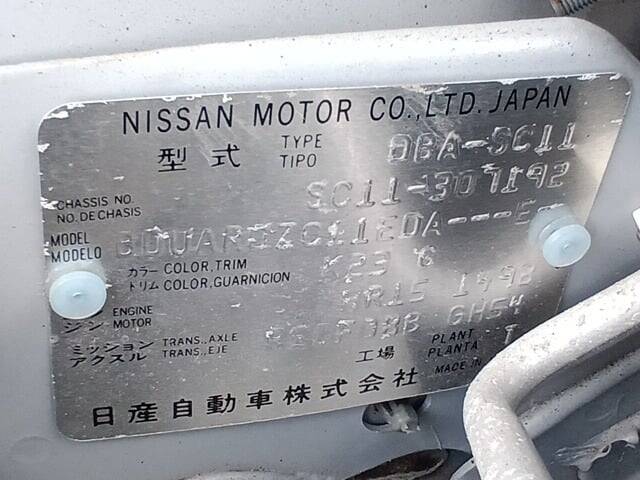 NISSAN MOTOR CO.,LTD. JAPAN
型式 TYPE TIPO DBA-SC11
CHASSIS NO. NO. DE CHASIS SC11-307192
MODEL MODELO
カラー COLOR, TRIM トリム COLOR, GUARNICION K23 G
ENGINE MOTOR HR15 1498
ミッション TRANS., AXLE アクスル TRANS., EJE GH54
工場 PLANT PLANTA
日産自動車株式会社 MADE IN